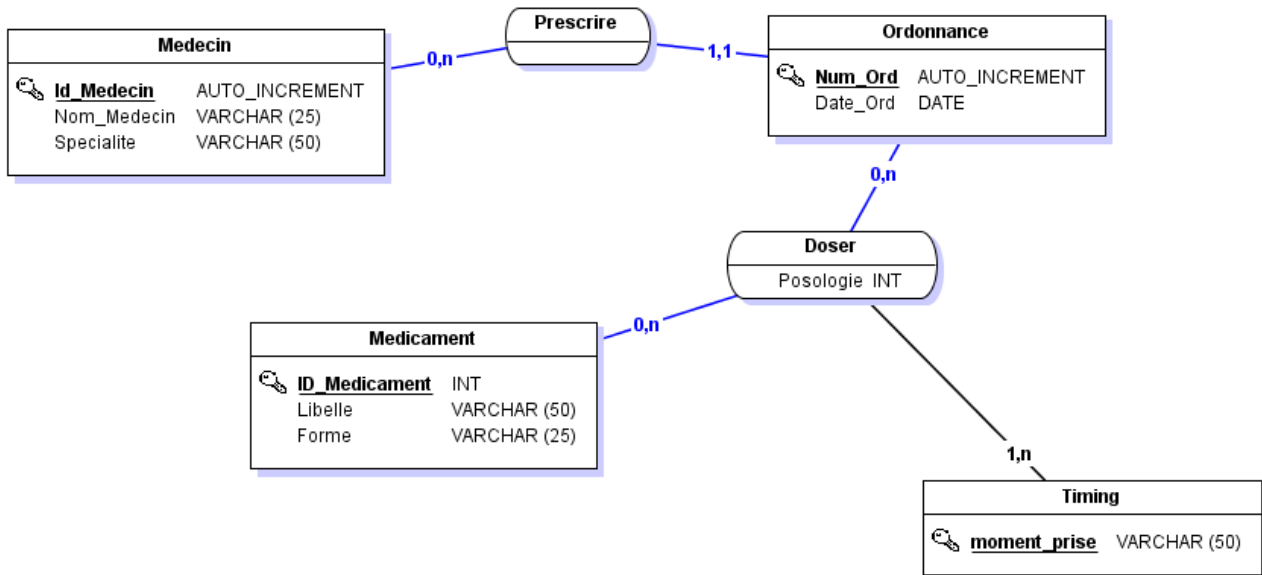 Prescrire
Medecin
Id_Medecin AUTO_INCREMENT
Nom_Medecin VARCHAR (25)
Specialite VARCHAR (50)
0,n
1,1
Ordonnance
Num_Ord AUTO_INCREMENT
Date_Ord DATE
0,n
Doser
Posologie INT
0,n
Medicament
ID_Medicament INT
Libelle VARCHAR (50)
Forme VARCHAR (25)
1,n
Timing
moment_prise VARCHAR (50)